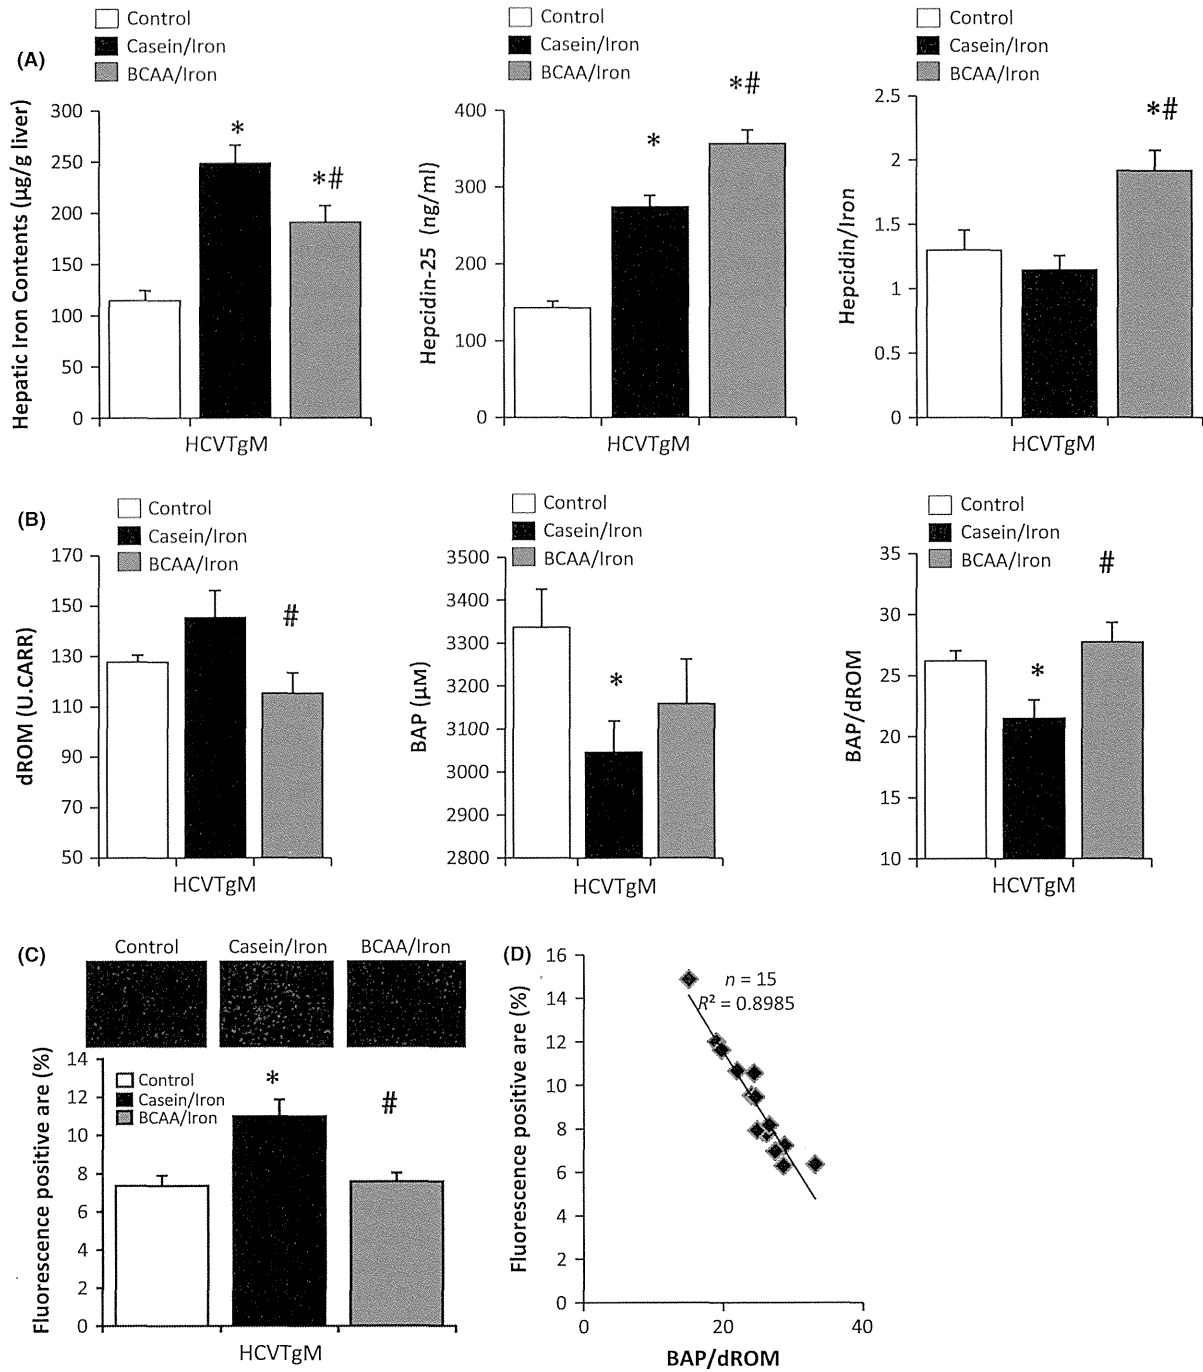 (A)
Control
Casein/Iron
BCAA/Iron
Hepatic Iron Contents (μg/g liver)
300
250
200
150
100
50
0
*
*#
HCVTgM
Control
Casein/Iron
BCAA/Iron
Hepcidin-25 (ng/ml)
400
300
200
100
0
*
*#
HCVTgM
Control
Casein/Iron
BCAA/Iron
Hepcidin/Iron
2.5
2
1.5
1
0.5
0
*#
HCVTgM
(B)
Control
Casein/Iron
BCAA/Iron
dROM (U.CARR)
170
150
130
110
90
70
50
#
HCVTgM
Control
Casein/Iron
BCAA/Iron
BAP (μM)
3500
3400
3300
3200
3100
3000
2900
2800
*
HCVTgM
Control
Casein/Iron
BCAA/Iron
BAP/dROM
35
30
25
20
15
10
*
#
HCVTgM
(C)
Control Casein/Iron BCAA/Iron
Fluorescence positive are (%)
14
12
10
8
6
4
2
0
Control
Casein/Iron
BCAA/Iron
*
#
HCVTgM
(D)
Fluorescence positive are (%)
16
14
12
10
8
6
4
2
0
n = 15
R² = 0.8985
0 20 40
BAP/dROM